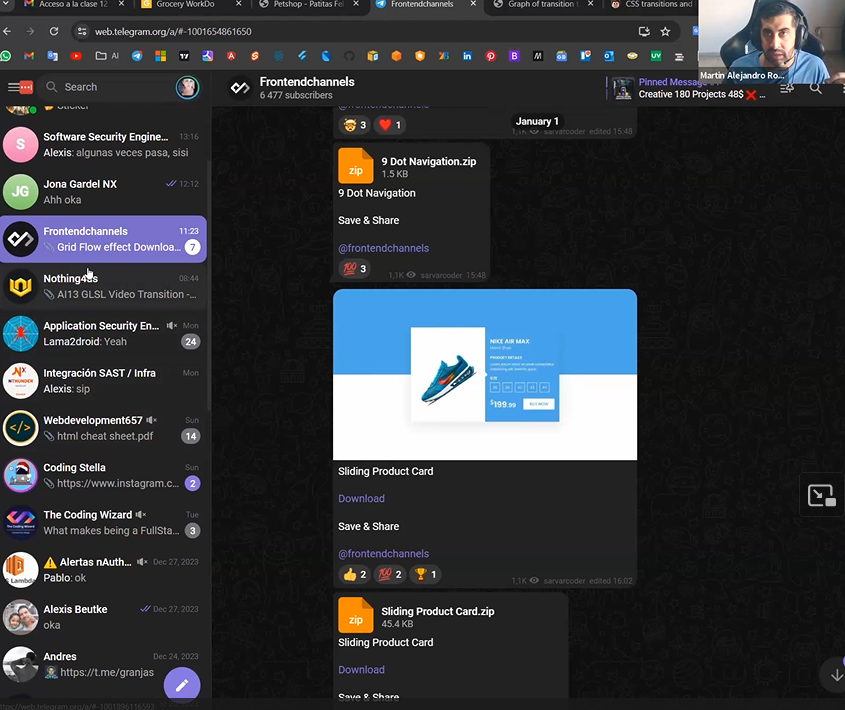 Acceso a la clase 12
Grocery WorkDo
Petshop - Patitas Fel
Frontendchannels
Graph of transition
CSS transitions and
web.telegram.org/a/#-1001654861650
AI
Martin Alejandro Ro...
Search
Frontendchannels
6 477 subscribers
Pinned Message
Creative 180 Projects 48$❌ ...
Sticker
S
Software Security Engine...
13:16
Alexis: algunas veces pasa, sisi
JG
Jona Gardel NX
12:12
Ahh oka
Frontendchannels
11:23
Grid Flow effect Downloa...
7
Nothing4us
08:44
AI13 GLSL Video Transition -...
Application Security En...
Mon
Lama2droid: Yeah
24
Integración SAST / Infra
Mon
Alexis: sip
Webdevelopment657
Sun
html cheat sheet.pdf
14
Coding Stella
Sun
https://www.instagram.c...
2
The Coding Wizard
Tue
What makes being a FullSta...
3
⚠️ Alertas nAuth...
Dec 27, 2023
Pablo: ok
Alexis Beutke
Dec 27, 2023
oka
Andres
Dec 24, 2023
https://t.me/granjas
@frontendchannels
🤯 3
❤️ 1
January 1
1,1K
sarvarcoder edited 15:48
zip
9 Dot Navigation.zip
1.5 KB
9 Dot Navigation
Save & Share
@frontendchannels
💯 3
1,1K
sarvarcoder 15:48
NIKE AIR MAX
PRODUCT DETAILS
$199.99
BUY NOW
Sliding Product Card
Download
Save & Share
@frontendchannels
👍 2
💯 2
🏆 1
1,1K
sarvarcoder edited 16:02
zip
Sliding Product Card.zip
45.4 KB
Sliding Product Card
Download
Save & Share